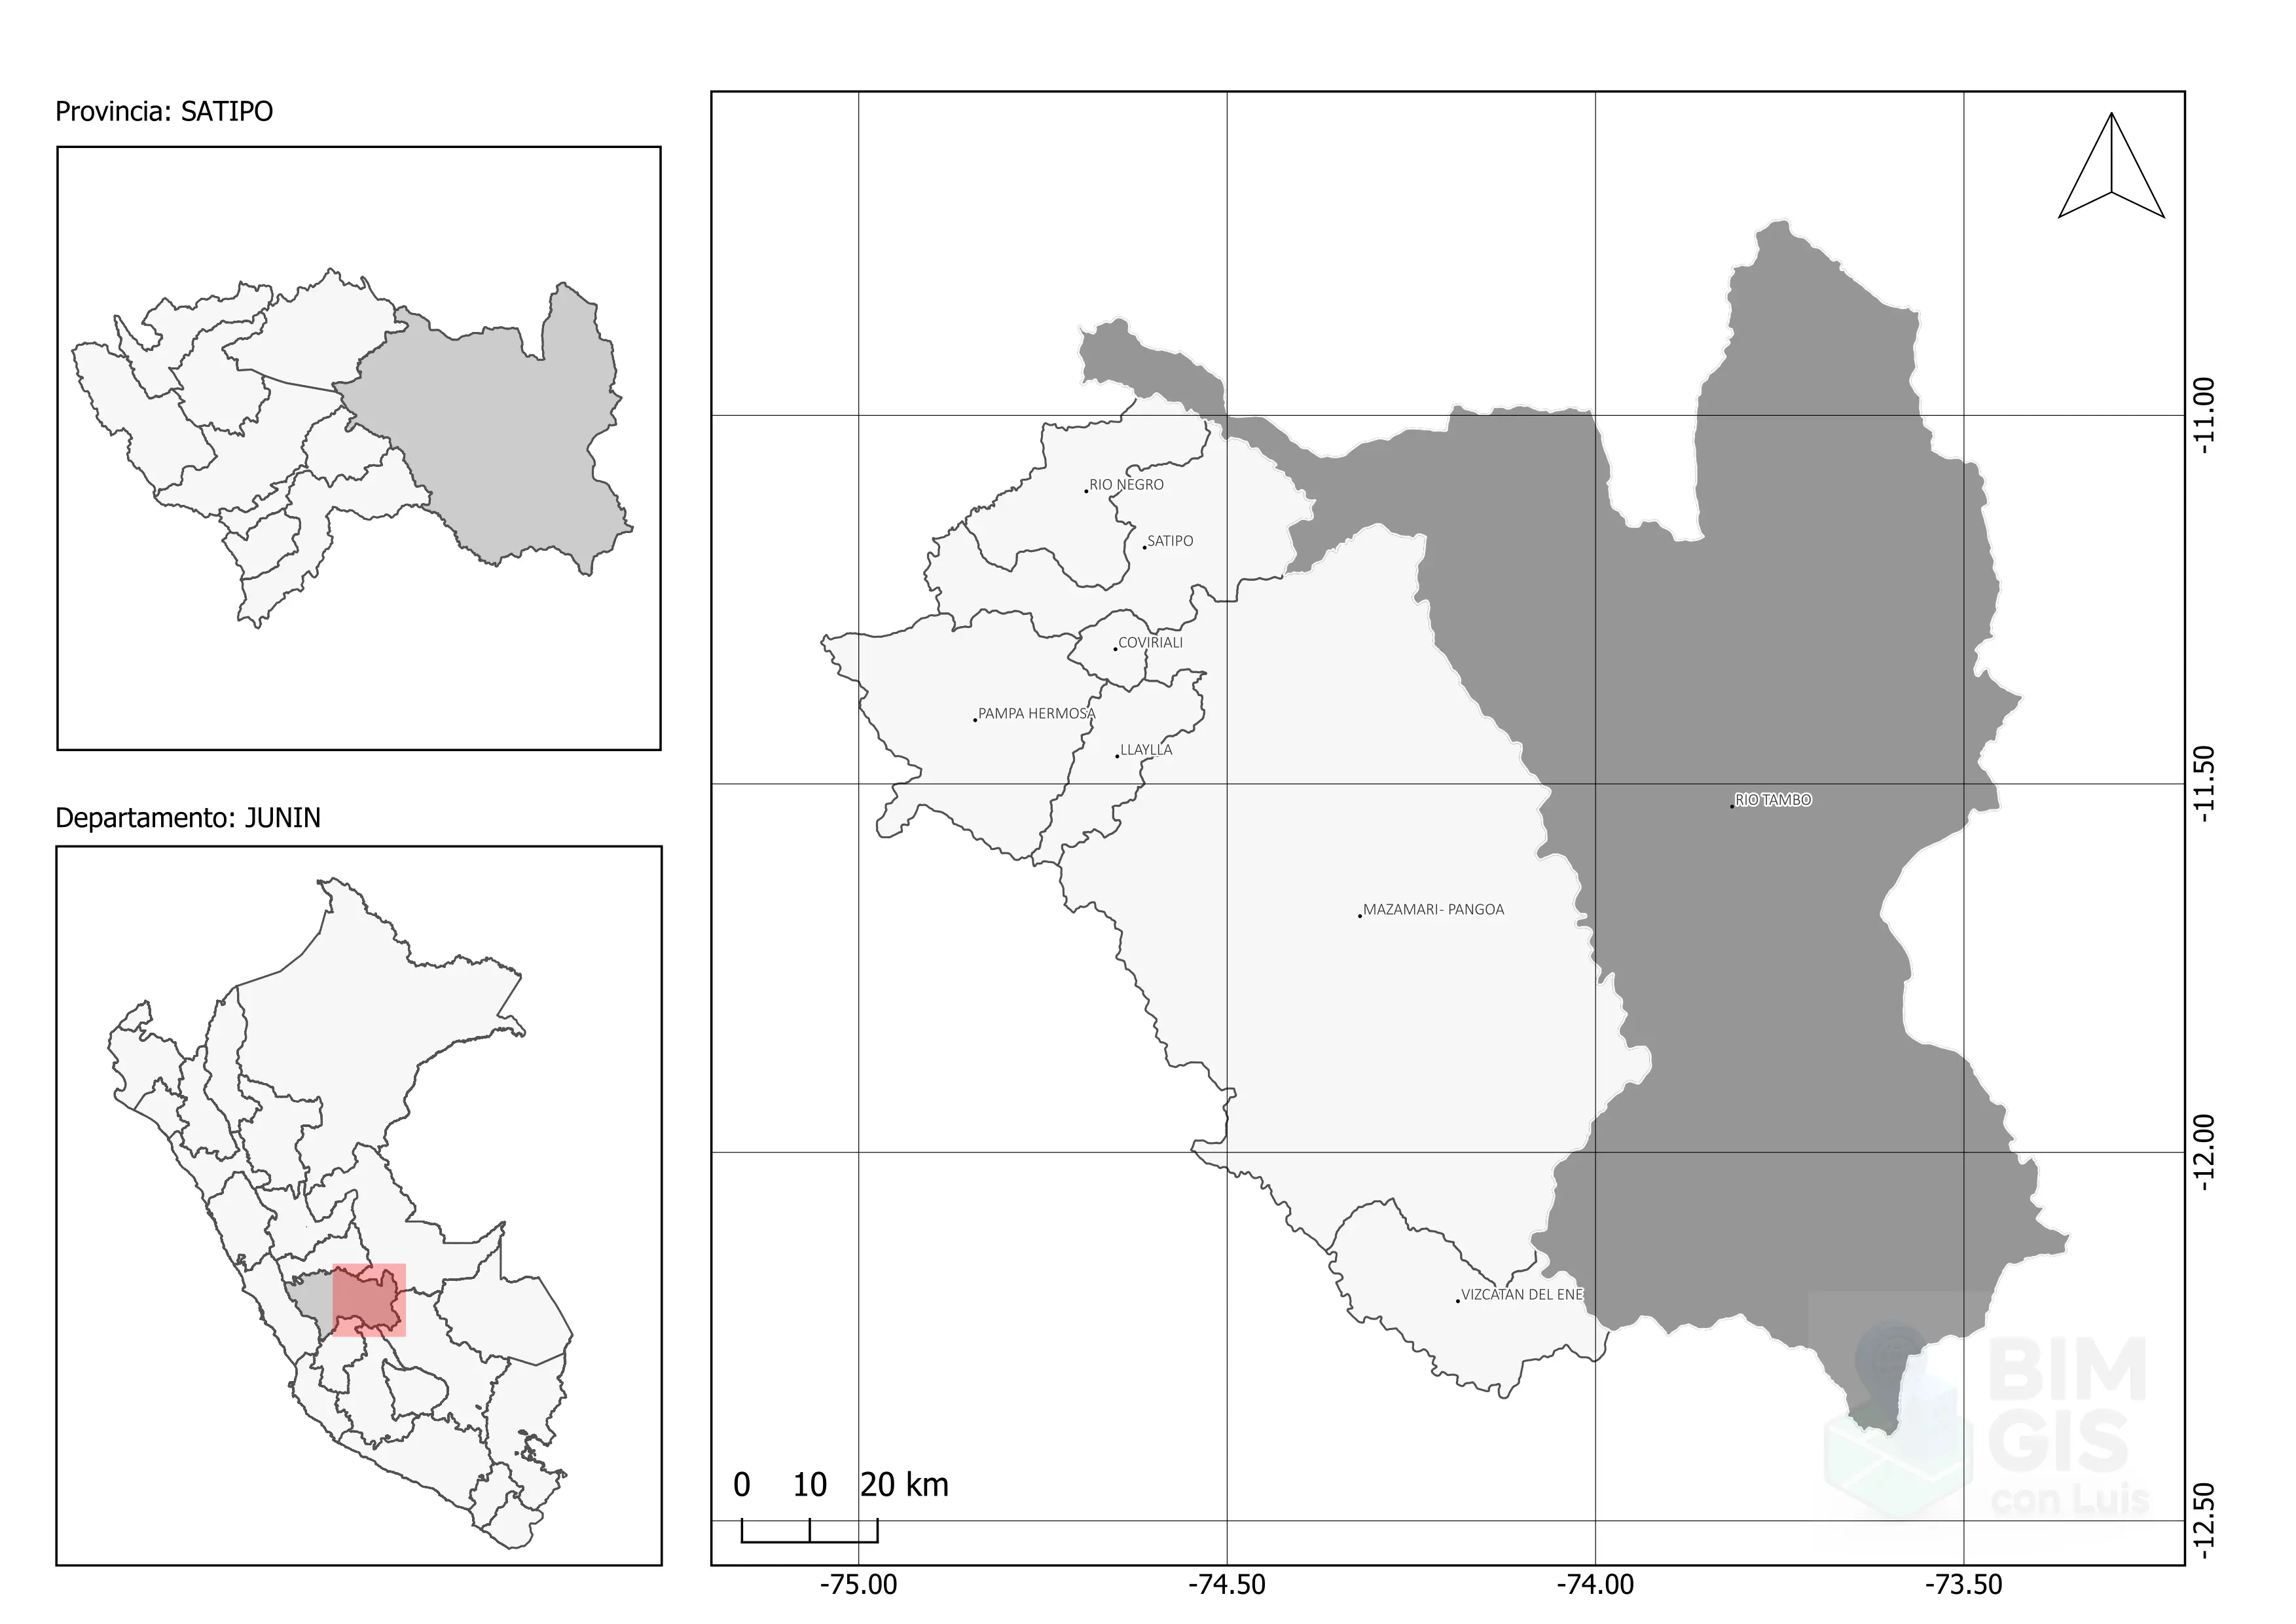 Provincia: SATIPO
Departamento: JUNIN
RIO NEGRO
SATIPO
COVIRIALI
PAMPA HERMOSA
LLAYLLA
RIO TAMBO
MAZAMARI - PANGOA
VIZCATAN DEL ENE
0 10 20 km
-75.00 -74.50 -74.00 -73.50
-11.00
-11.50
-12.00
-12.50
BIM
GIS
con Luis